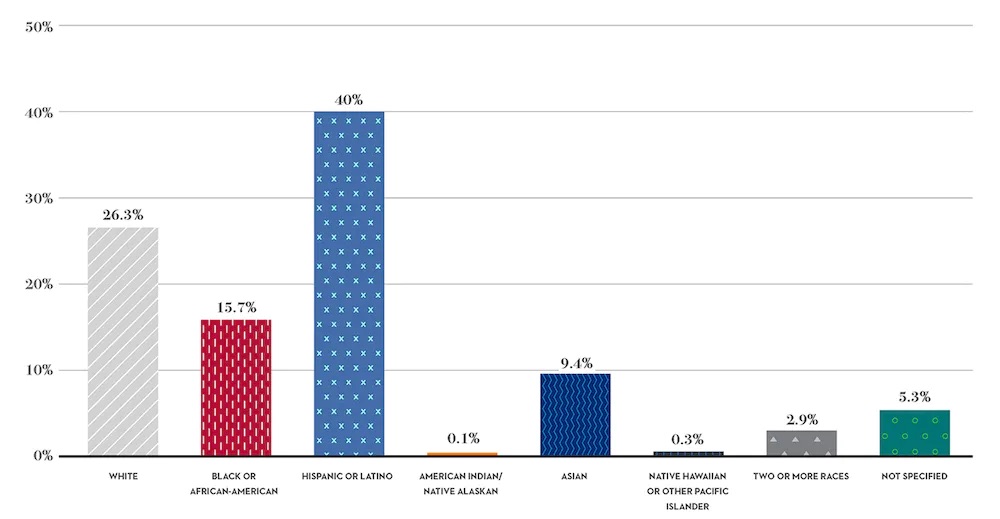 50%
40%
30%
20%
10%
0%
26.3%
15.7%
40%
0.1%
9.4%
0.3%
2.9%
5.3%
WHITE
BLACK OR
AFRICAN-AMERICAN
HISPANIC OR LATINO
AMERICAN INDIAN/
NATIVE ALASKAN
ASIAN
NATIVE HAWAIIAN
OR OTHER PACIFIC
ISLANDER
TWO OR MORE RACES
NOT SPECIFIED